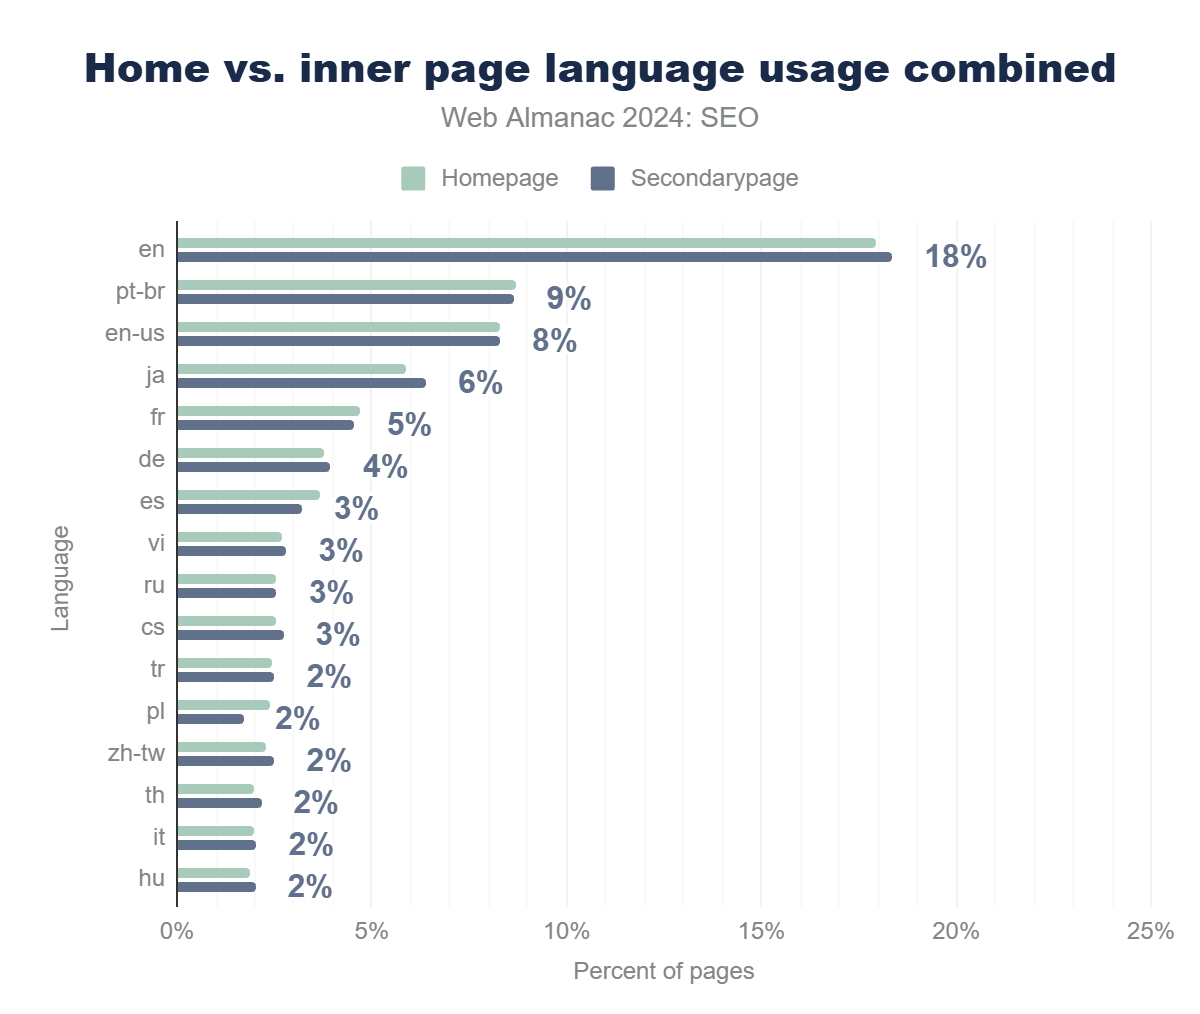 Home vs. inner page language usage combined
Web Almanac 2024: SEO
Homepage
Secondarypage
Language
en
18%
pt-br
9%
en-us
8%
ja
6%
fr
5%
de
4%
es
3%
vi
3%
ru
3%
cs
3%
tr
2%
pl
2%
zh-tw
2%
th
2%
it
2%
hu
2%
0% 5% 10% 15% 20% 25%
Percent of pages